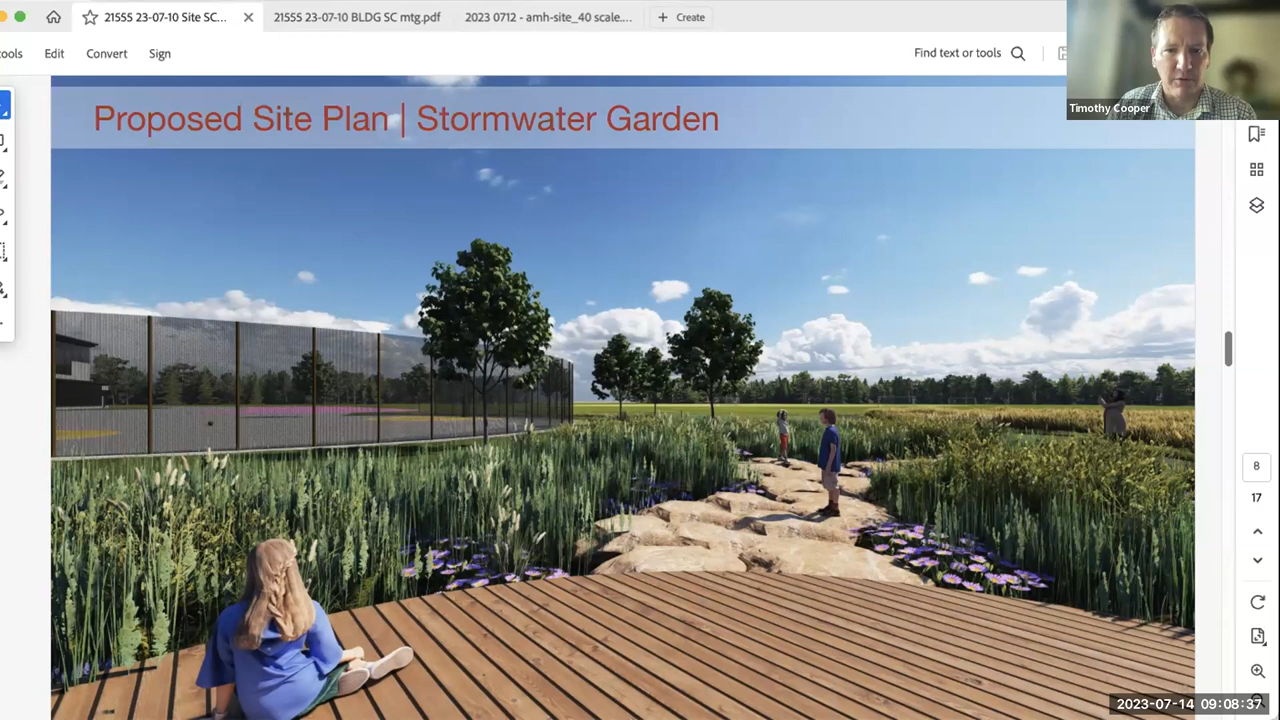 21555 23-07-10 Site SC...
21555 23-07-10 BLDG SC mtg.pdf
2023 0712 - amh-site_40 scale....
+ Create
ools
Edit
Convert
Sign
Find text or tools
Timothy Cooper
Proposed Site Plan | Stormwater Garden
8
17
2023-07-14 09:08:37